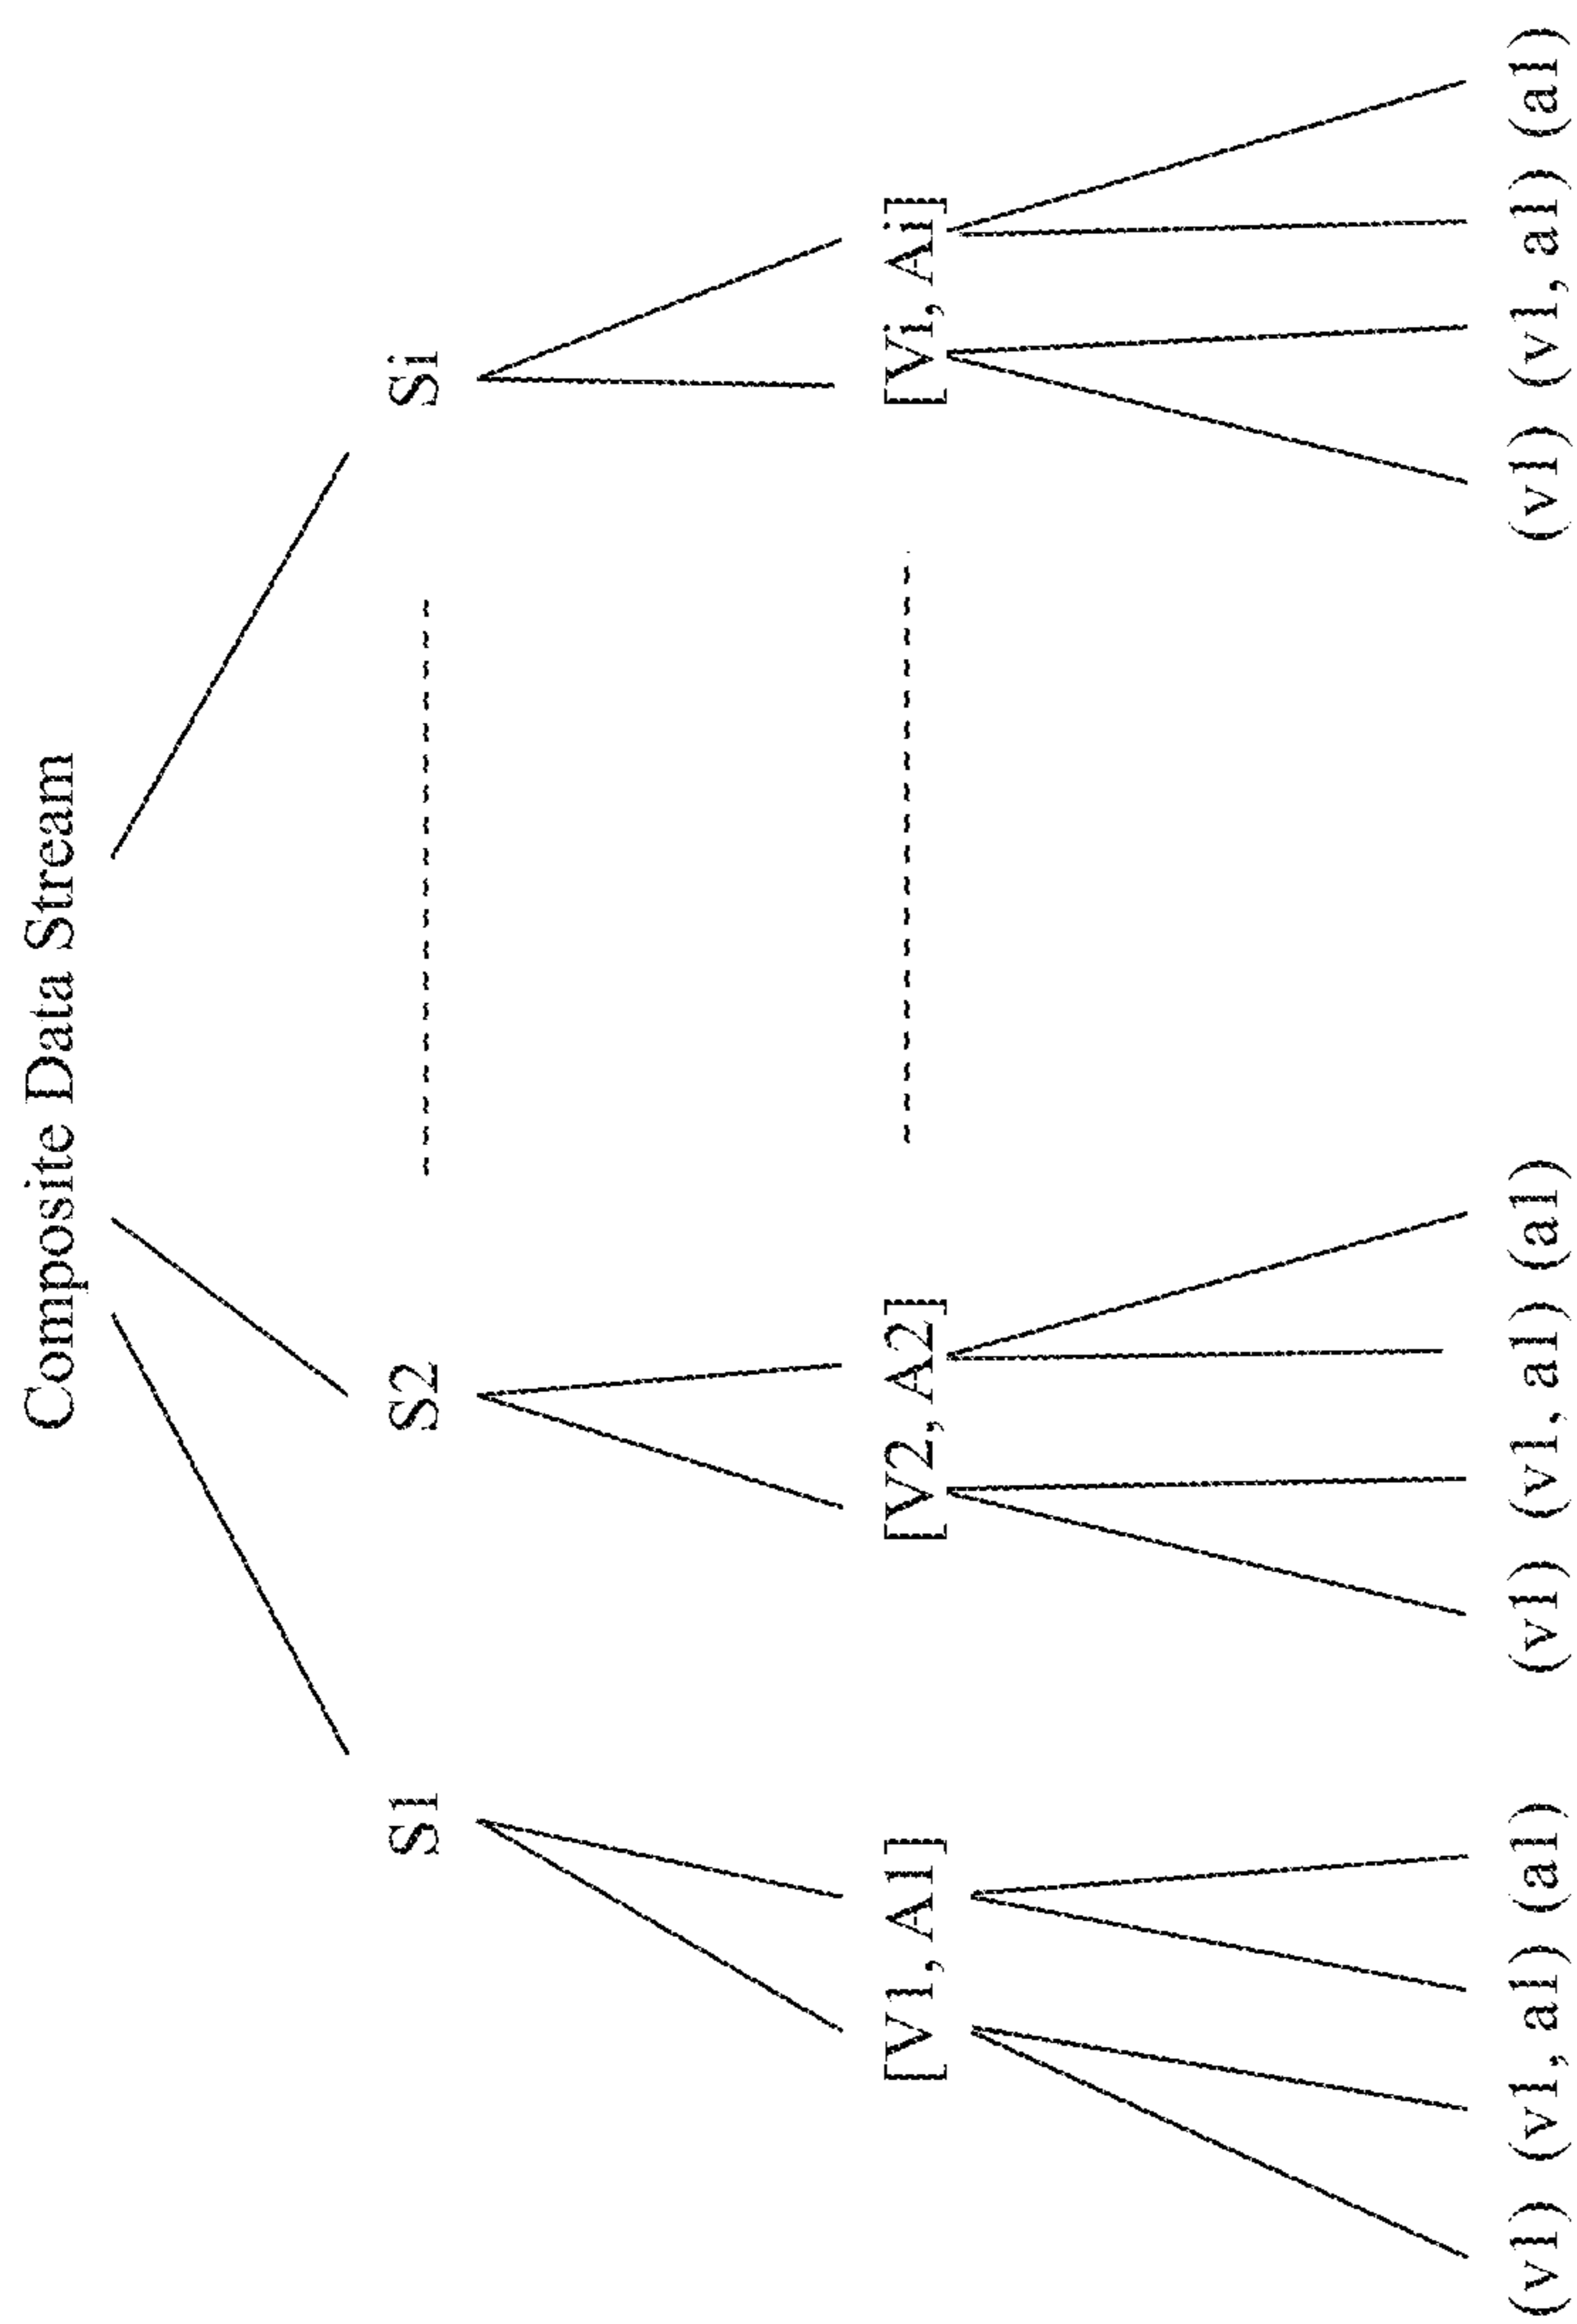 Composite Data Stream
S1 S2 Si
[V1, A1] [V2, A2] [Vi, Ai]
(v1) (v1, a1) (a1) (v1) (v1, a1) (a1) (v1) (v1, a1) (a1)